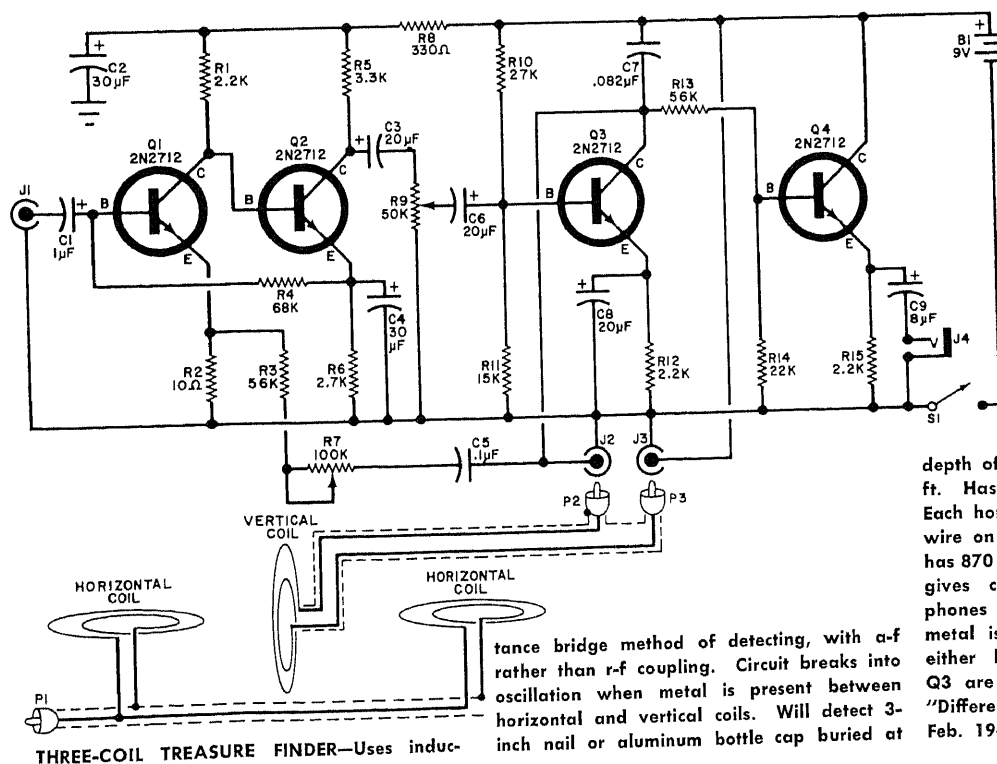 C2
30µF
R1
2.2K
R5
3.3K
R8
330Ω
R10
27K
C7
.082µF
R13
56K
B1
9V
+
Q1
2N2712
Q2
2N2712
C3
20µF
Q3
2N2712
Q4
2N2712
J1
C1
1µF
B
C
E
B
C
E
R9
50K
C6
20µF
B
C
E
B
C
E
R4
68K
C4
30
µF
C8
20µF
C9
8µF
V
J4
R2
10Ω
R3
56K
R6
2.7K
R11
15K
R12
2.2K
R14
22K
R15
2.2K
S1
R7
100K
C5
.1µF
J2
J3
P2
P3
VERTICAL
COIL
HORIZONTAL
COIL
HORIZONTAL
COIL
P1
THREE-COIL TREASURE FINDER—Uses induc-
tance bridge method of detecting, with a-f
rather than r-f coupling. Circuit breaks into
oscillation when metal is present between
horizontal and vertical coils. Will detect 3-
inch nail or aluminum bottle cap buried at
depth of
ft. Has
Each
wire on
has 870
gives
phones
metal
either
Q3 are
Feb.